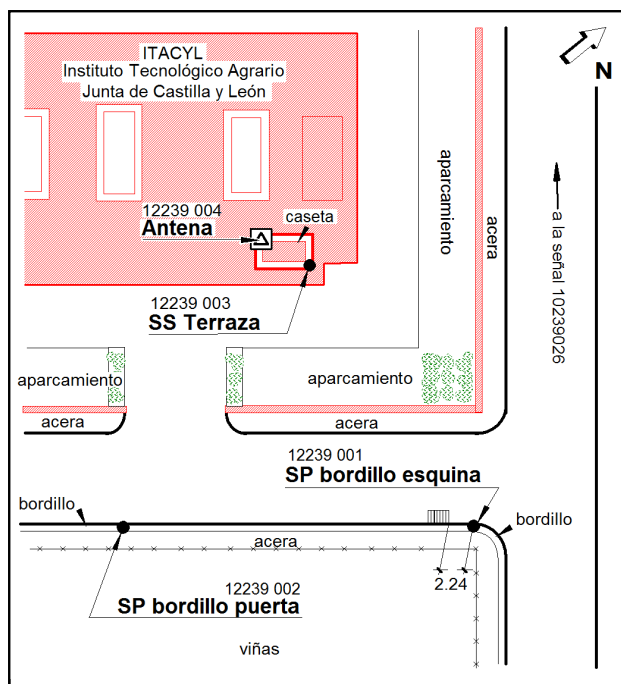 ITACYL
Instituto Tecnológico Agrario
Junta de Castilla y León
N
aparcamiento
acera
a la señal 10239026
12239 004
Antena
caseta
12239 003
SS Terraza
aparcamiento
aparcamiento
acera
acera
12239 001
SP bordillo esquina
bordillo
bordillo
acera
2.24
12239 002
SP bordillo puerta
viñas